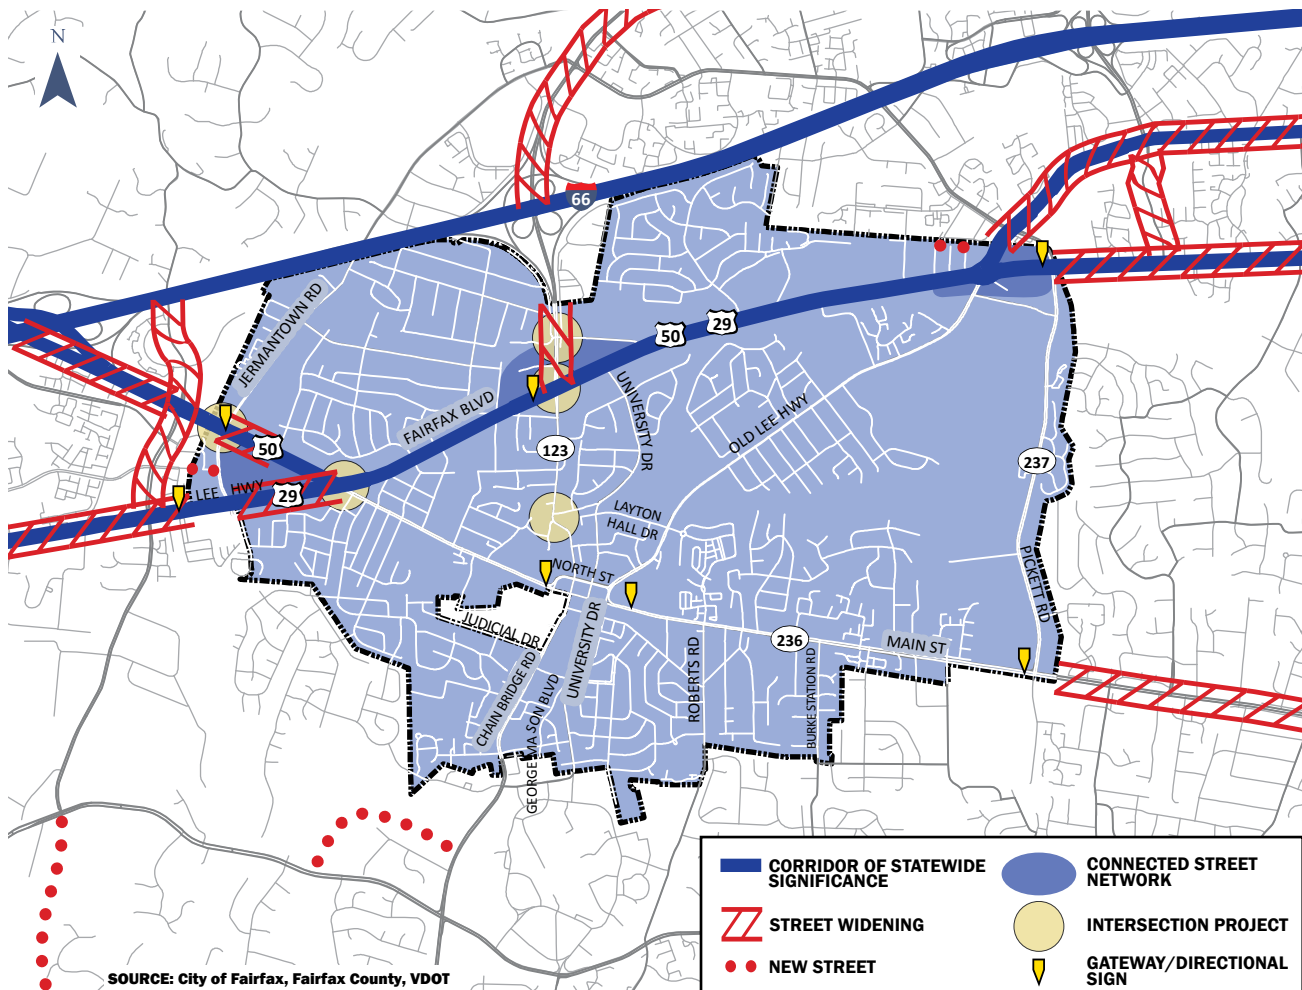 N
66
JERMANTOWN RD
50
29
FAIRFAX BLVD
UNIVERSITY DR
OLD LEE HWY
123
50
237
LEE HWY
29
LAYTON
HALL DR
NORTH ST
PICKETT RD
JUDICIAL DR
UNIVERSITY DR
236
MAIN ST
CHAIN BRIDGE RD
GEORGE MASON BLVD
ROBERTS RD
BURKE STATION RD
CORRIDOR OF STATEWIDE
SIGNIFICANCE
STREET WIDENING
NEW STREET
CONNECTED STREET
NETWORK
INTERSECTION PROJECT
GATEWAY/DIRECTIONAL
SIGN
SOURCE: City of Fairfax, Fairfax County, VDOT